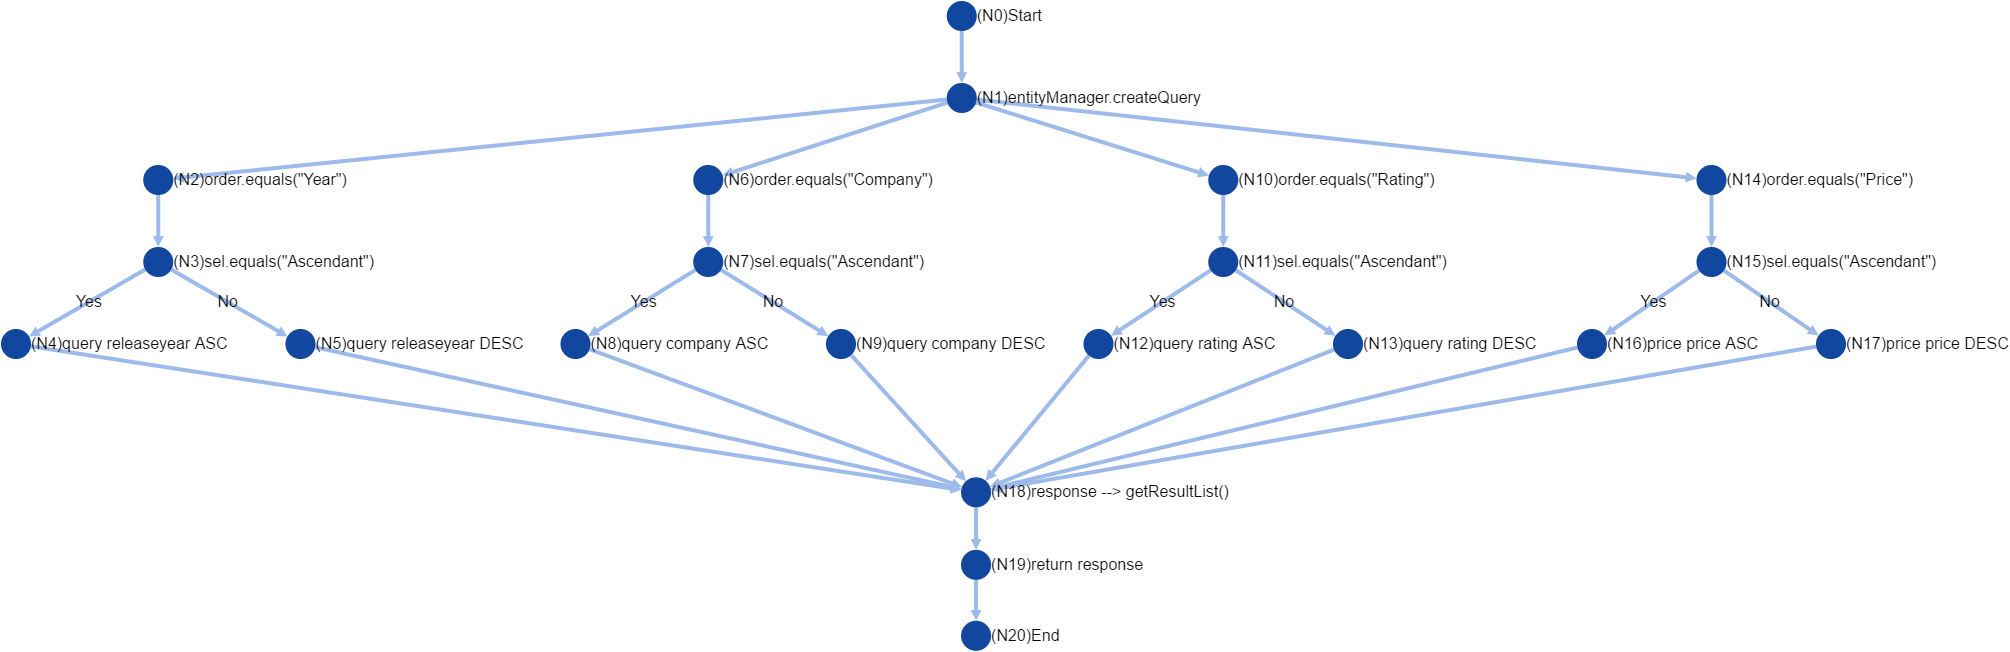 (N0)Start
(N1)entityManager.createQuery
(N2)order.equals("Year")
(N6)order.equals("Company")
(N10)order.equals("Rating")
(N14)order.equals("Price")
(N3)sel.equals("Ascendant")
(N7)sel.equals("Ascendant")
(N11)sel.equals("Ascendant")
(N15)sel.equals("Ascendant")
Yes
No
Yes
No
Yes
No
Yes
No
(N4)query releaseyear ASC
(N5)query releaseyear DESC
(N8)query company ASC
(N9)query company DESC
(N12)query rating ASC
(N13)query rating DESC
(N16)price price ASC
(N17)price price DESC
(N18)response --> getResultList()
(N19)return response
(N20)End